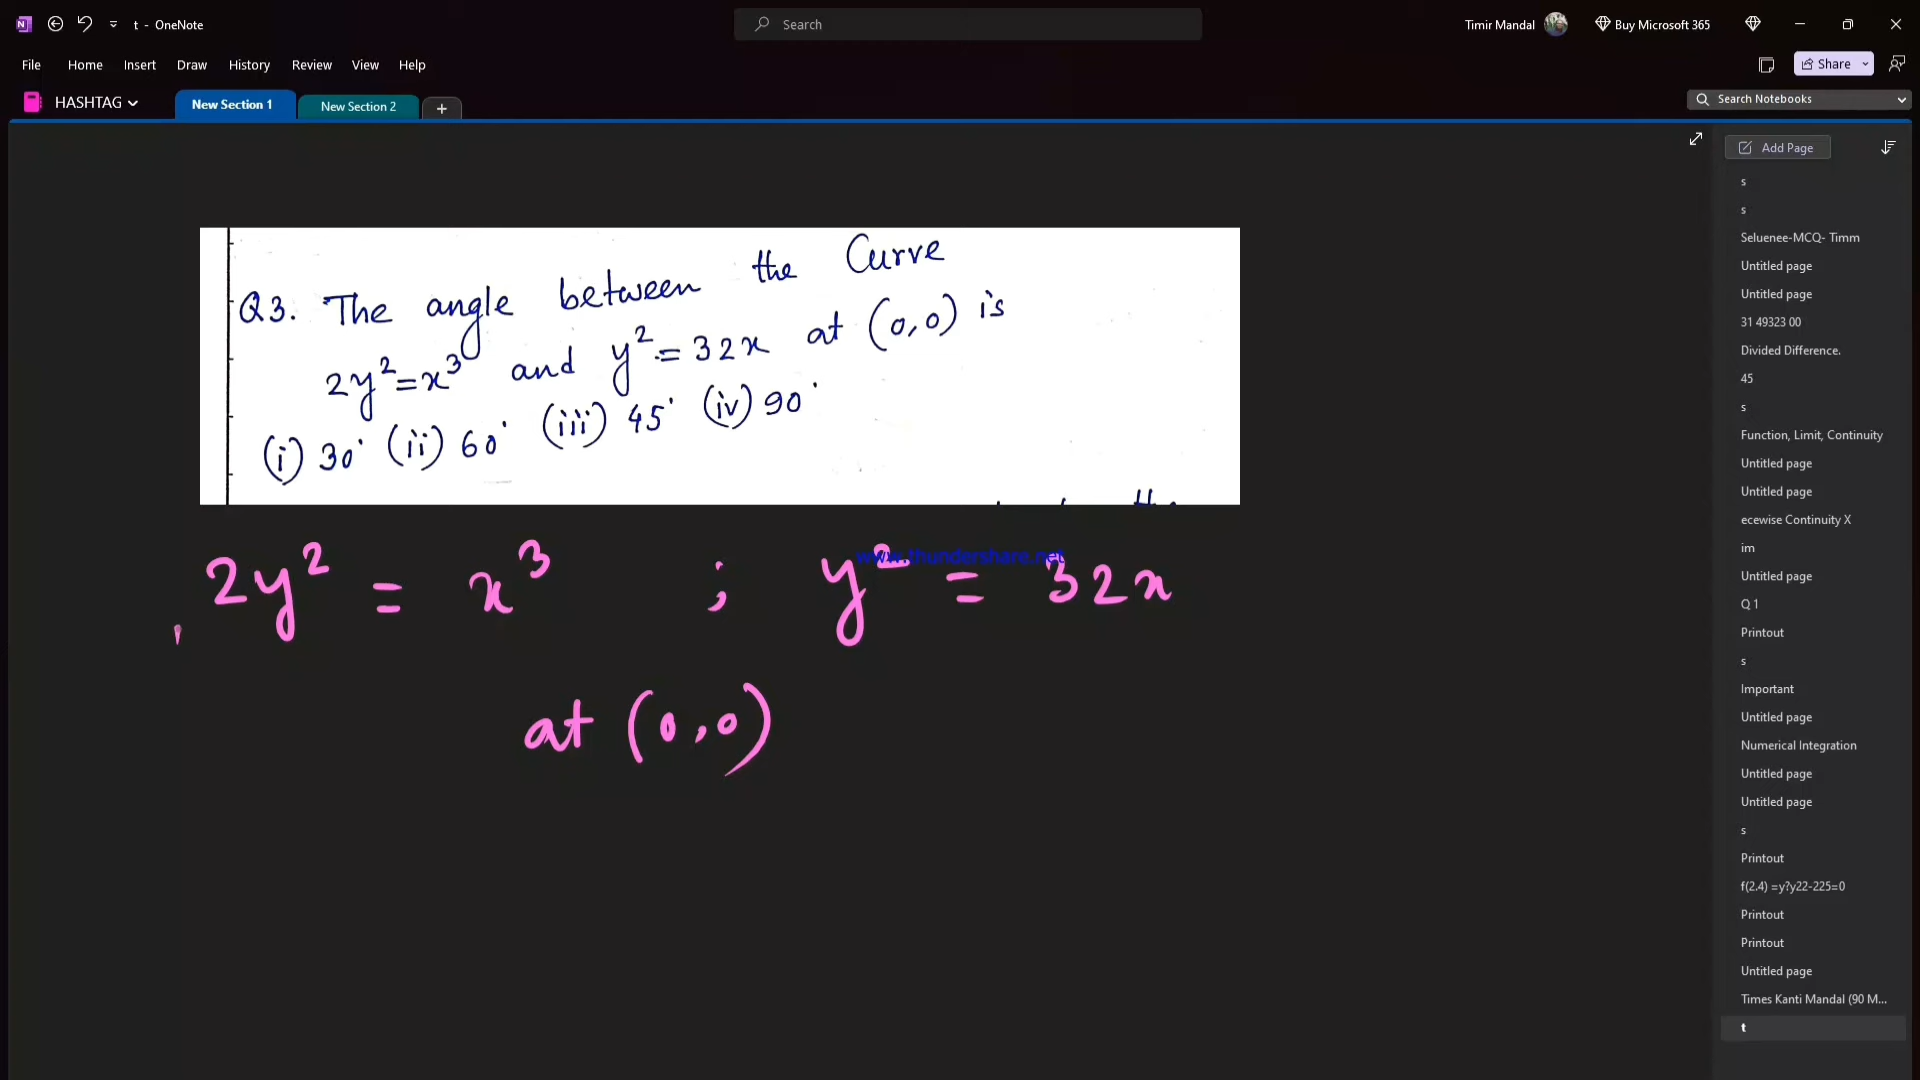 t - OneNote
Search
Timir Mandal
Buy Microsoft 365
File Home Insert Draw History Review View Help
Share
HASHTAG
New Section 1
New Section 2
+
Search Notebooks
Add Page
s
s
Seluenee-MCQ- Timm
Untitled page
Untitled page
31 49323 00
Divided Difference.
45
s
Function, Limit, Continuity
Untitled page
Untitled page
ecewise Continuity X
im
Untitled page
Q 1
Printout
s
Important
Untitled page
Numerical Integration
Untitled page
Untitled page
s
Printout
f(2.4) =y?y22-225=0
Printout
Printout
Untitled page
Times Kanti Mandal (90 M...
t
Q3. The angle between the Curve
2y²=x³ and y²=32x at (0,0) is
(i) 30° (ii) 60° (iii) 45° (iv) 90°
www.thundershare.net
2y² = x³ ; y² = 32x
at (0,0)